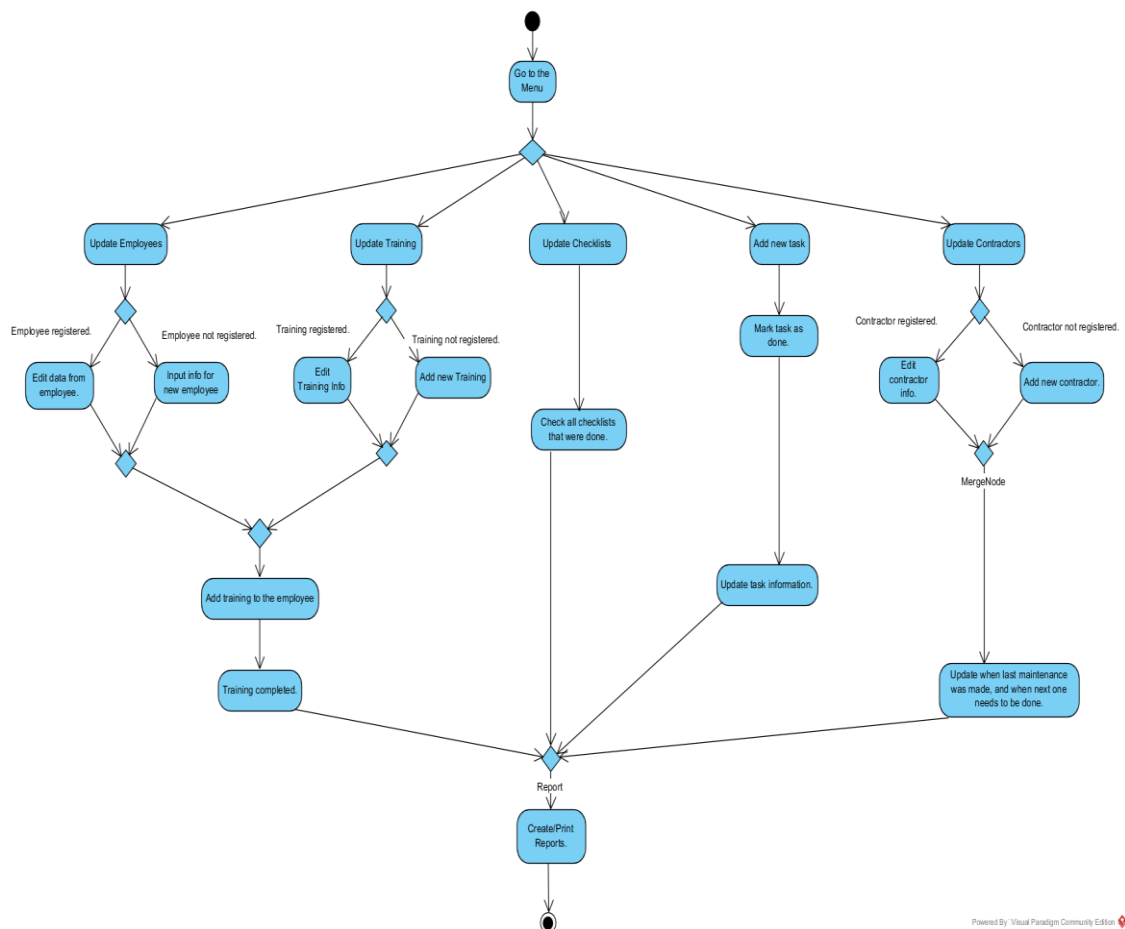 Go to the
Menu
Update Employees
Update Training
Update Checklists
Add new task
Update Contractors
Employee registered.
Employee not registered.
Training registered.
Training not registered.
Mark task as
done.
Contractor registered.
Contractor not registered.
Edit data from
employee.
Input info for
new employee
Edit
Training Info
Add new Training
Edit
contractor
info.
Add new contractor.
Check all checklists
that were done.
MergeNode
Add training to the employee
Update task information.
Training completed.
Update when last maintenance
was made, and when next one
needs to be done.
Report
Create/Print
Reports.
Powered By Visual Paradigm Community Edition